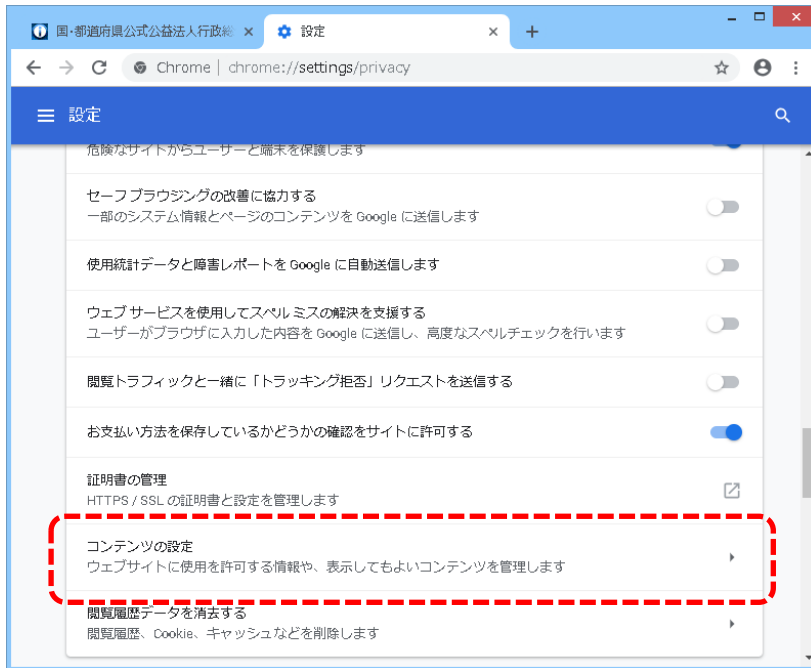 国・都道府県公式公益法人行政総
設定
Chrome | chrome://settings/privacy
設定
危険なサイトからユーザーと端末を保護します
セーフ ブラウジングの改善に協力する
一部のシステム情報とページのコンテンツを Google に送信します
使用統計データと障害レポートを Google に自動送信します
ウェブ サービスを使用してスペル ミスの解決を支援する
ユーザーがブラウザに入力した内容を Google に送信し、高度なスペルチェックを行います
閲覧トラフィックと一緒に「トラッキング拒否」リクエストを送信する
お支払い方法を保存しているかどうかの確認をサイトに許可する
証明書の管理
HTTPS / SSL の証明書と設定を管理します
コンテンツの設定
ウェブサイトに使用を許可する情報や、表示してもよいコンテンツを管理します
閲覧履歴データを消去する
閲覧履歴、Cookie、キャッシュなどを削除します